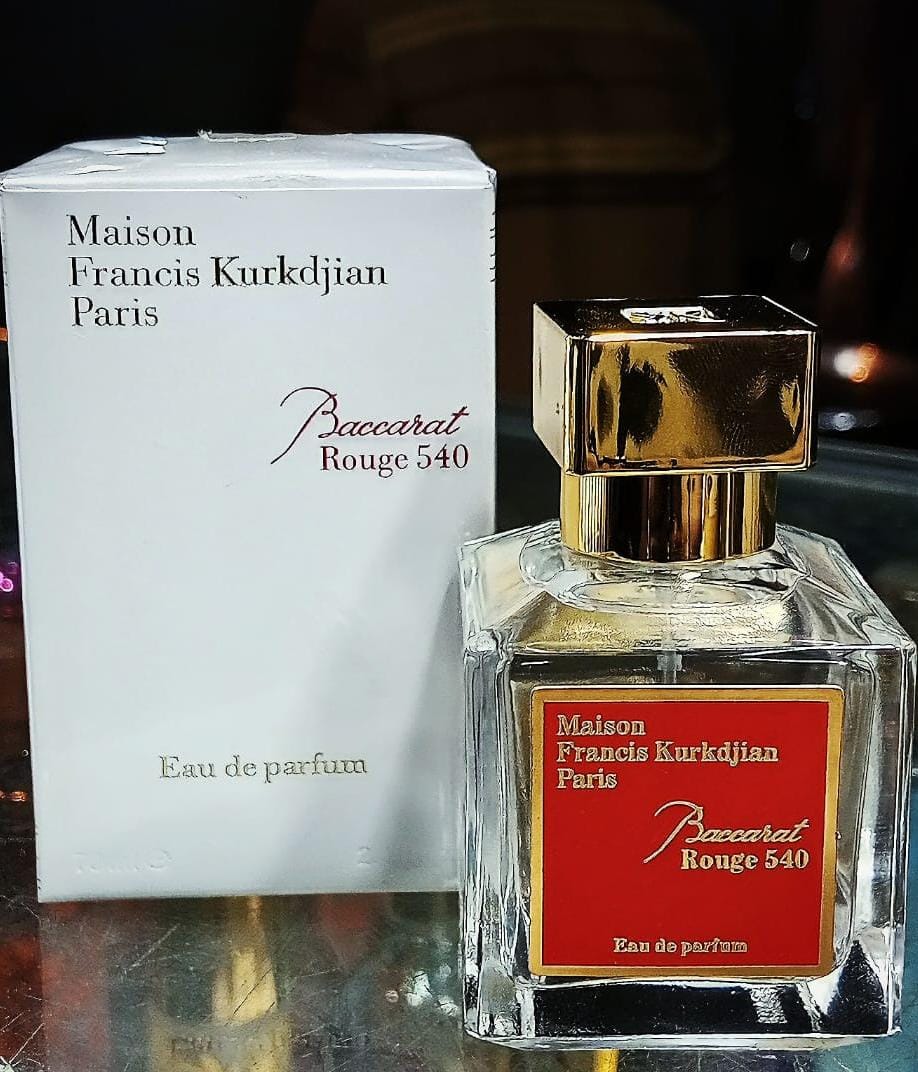 Maison
Francis Kurkdjian
Paris
Baccarat
Rouge 540
Eau de parfum
Maison
Francis Kurkdjian
Paris
Baccarat
Rouge 540
Eau de parfum